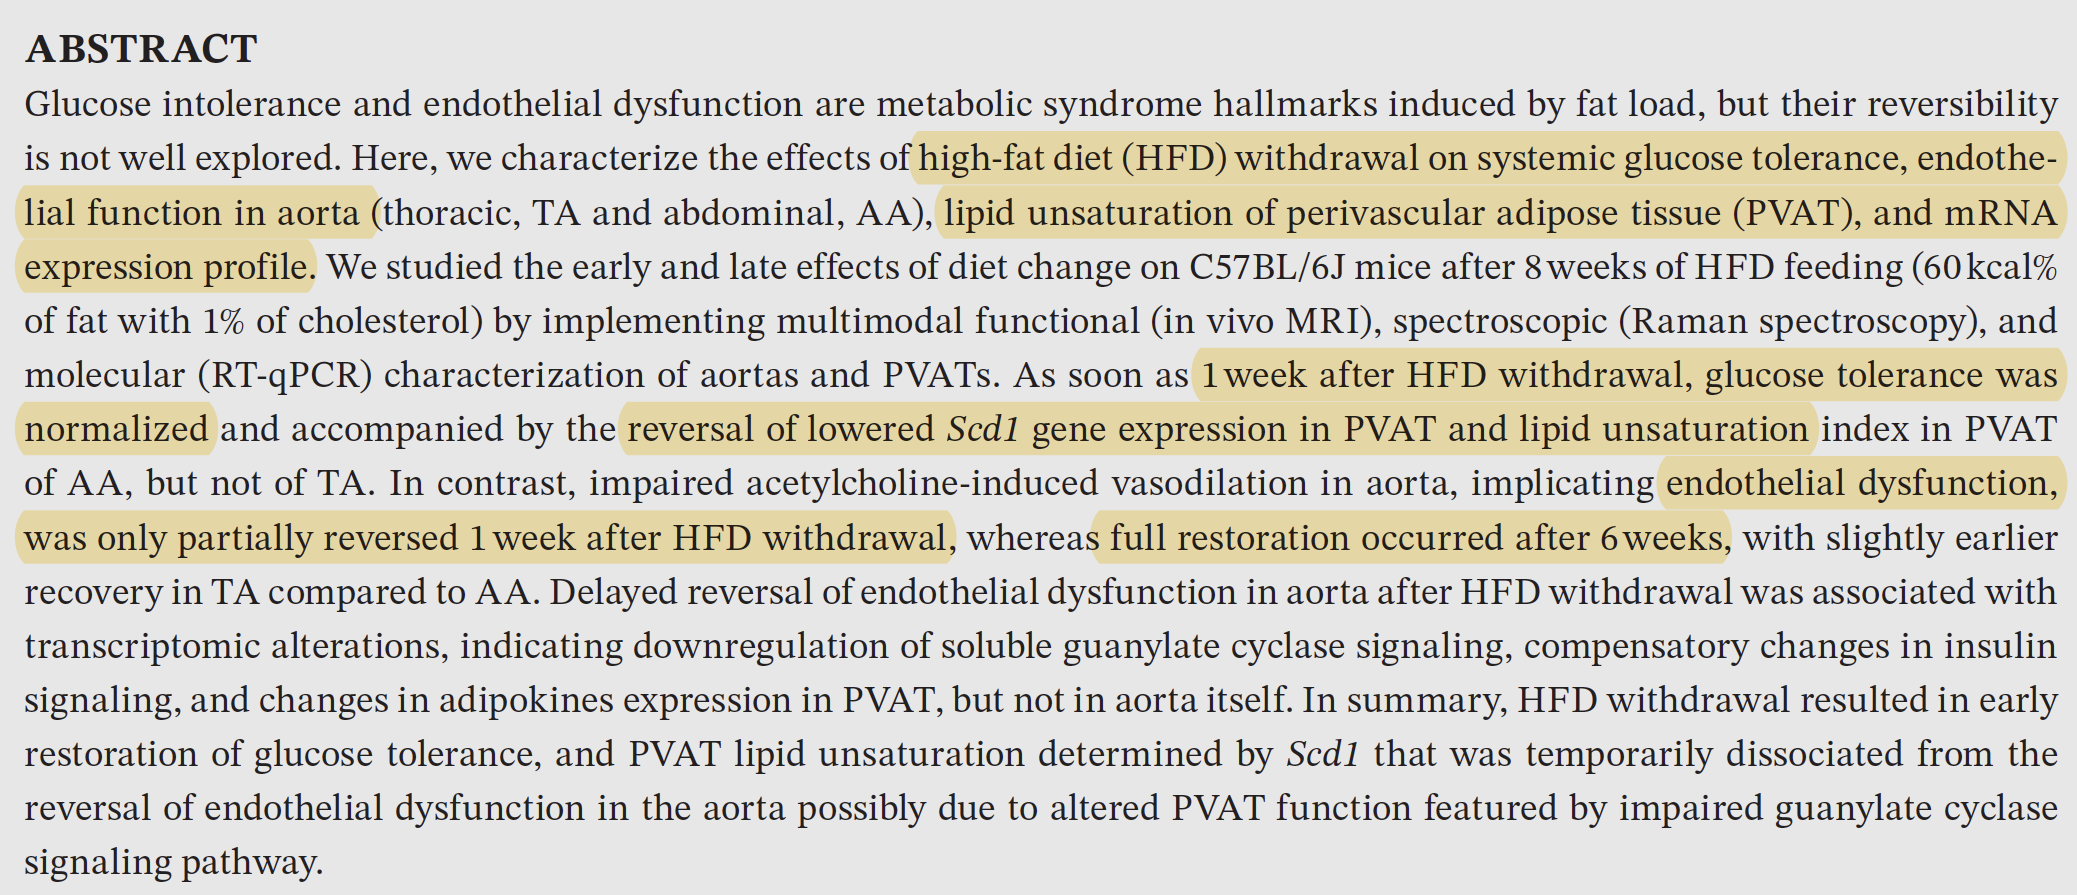 ABSTRACT
Glucose intolerance and endothelial dysfunction are metabolic syndrome hallmarks induced by fat load, but their reversibility
is not well explored. Here, we characterize the effects of high-fat diet (HFD) withdrawal on systemic glucose tolerance, endothe-
lial function in aorta (thoracic, TA and abdominal, AA), lipid unsaturation of perivascular adipose tissue (PVAT), and mRNA
expression profile. We studied the early and late effects of diet change on C57BL/6J mice after 8 weeks of HFD feeding (60 kcal%
of fat with 1% of cholesterol) by implementing multimodal functional (in vivo MRI), spectroscopic (Raman spectroscopy), and
molecular (RT-qPCR) characterization of aortas and PVATs. As soon as 1 week after HFD withdrawal, glucose tolerance was
normalized and accompanied by the reversal of lowered Scd1 gene expression in PVAT and lipid unsaturation index in PVAT
of AA, but not of TA. In contrast, impaired acetylcholine-induced vasodilation in aorta, implicating endothelial dysfunction,
was only partially reversed 1 week after HFD withdrawal, whereas full restoration occurred after 6 weeks, with slightly earlier
recovery in TA compared to AA. Delayed reversal of endothelial dysfunction in aorta after HFD withdrawal was associated with
transcriptomic alterations, indicating downregulation of soluble guanylate cyclase signaling, compensatory changes in insulin
signaling, and changes in adipokines expression in PVAT, but not in aorta itself. In summary, HFD withdrawal resulted in early
restoration of glucose tolerance, and PVAT lipid unsaturation determined by Scd1 that was temporarily dissociated from the
reversal of endothelial dysfunction in the aorta possibly due to altered PVAT function featured by impaired guanylate cyclase
signaling pathway.